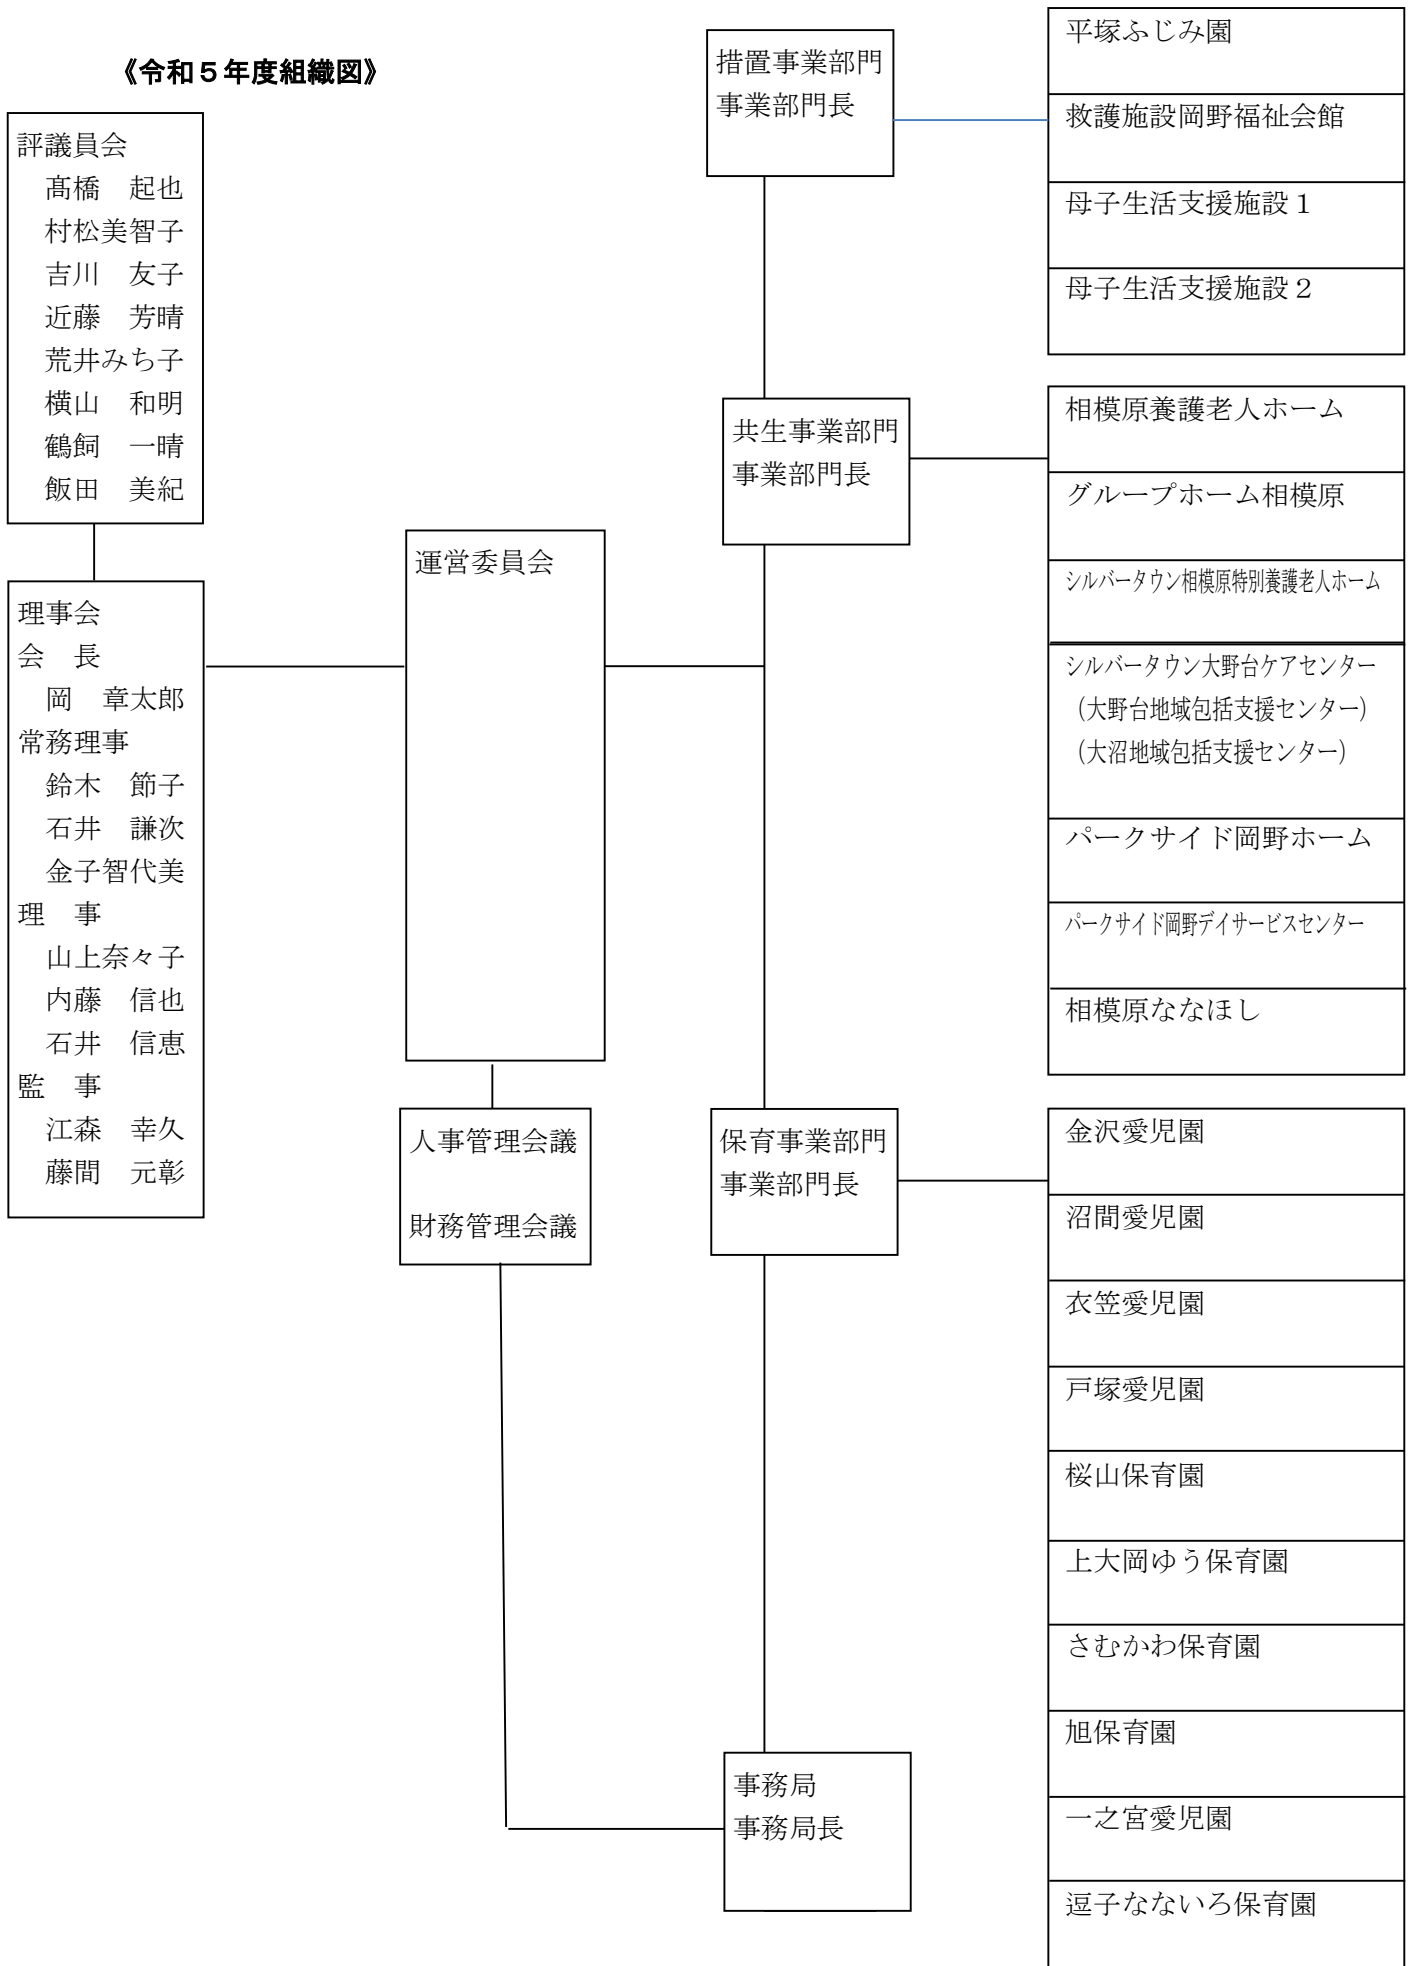 《令和５年度組織図》
評議員会
髙橋　起也
村松美智子
吉川　友子
近藤　芳晴
荒井みち子
横山　和明
鶴飼　一晴
飯田　美紀
理事会
会　長
岡　章太郎
常務理事
鈴木　節子
石井　謙次
金子智代美
理　事
山上奈々子
内藤　信也
石井　信恵
監　事
江森　幸久
藤間　元彰
運営委員会
人事管理会議
財務管理会議
措置事業部門
事業部門長
平塚ふじみ園
救護施設岡野福祉会館
母子生活支援施設１
母子生活支援施設２
共生事業部門
事業部門長
相模原養護老人ホーム
グループホーム相模原
シルバータウン相模原特別養護老人ホーム
シルバータウン大野台ケアセンター
（大野台地域包括支援センター）
（大沼地域包括支援センター）
パークサイド岡野ホーム
パークサイド岡野デイサービスセンター
相模原ななほし
保育事業部門
事業部門長
金沢愛児園
沼間愛児園
衣笠愛児園
戸塚愛児園
桜山保育園
上大岡ゆう保育園
さむかわ保育園
旭保育園
一之宮愛児園
逗子なないろ保育園
事務局
事務局長